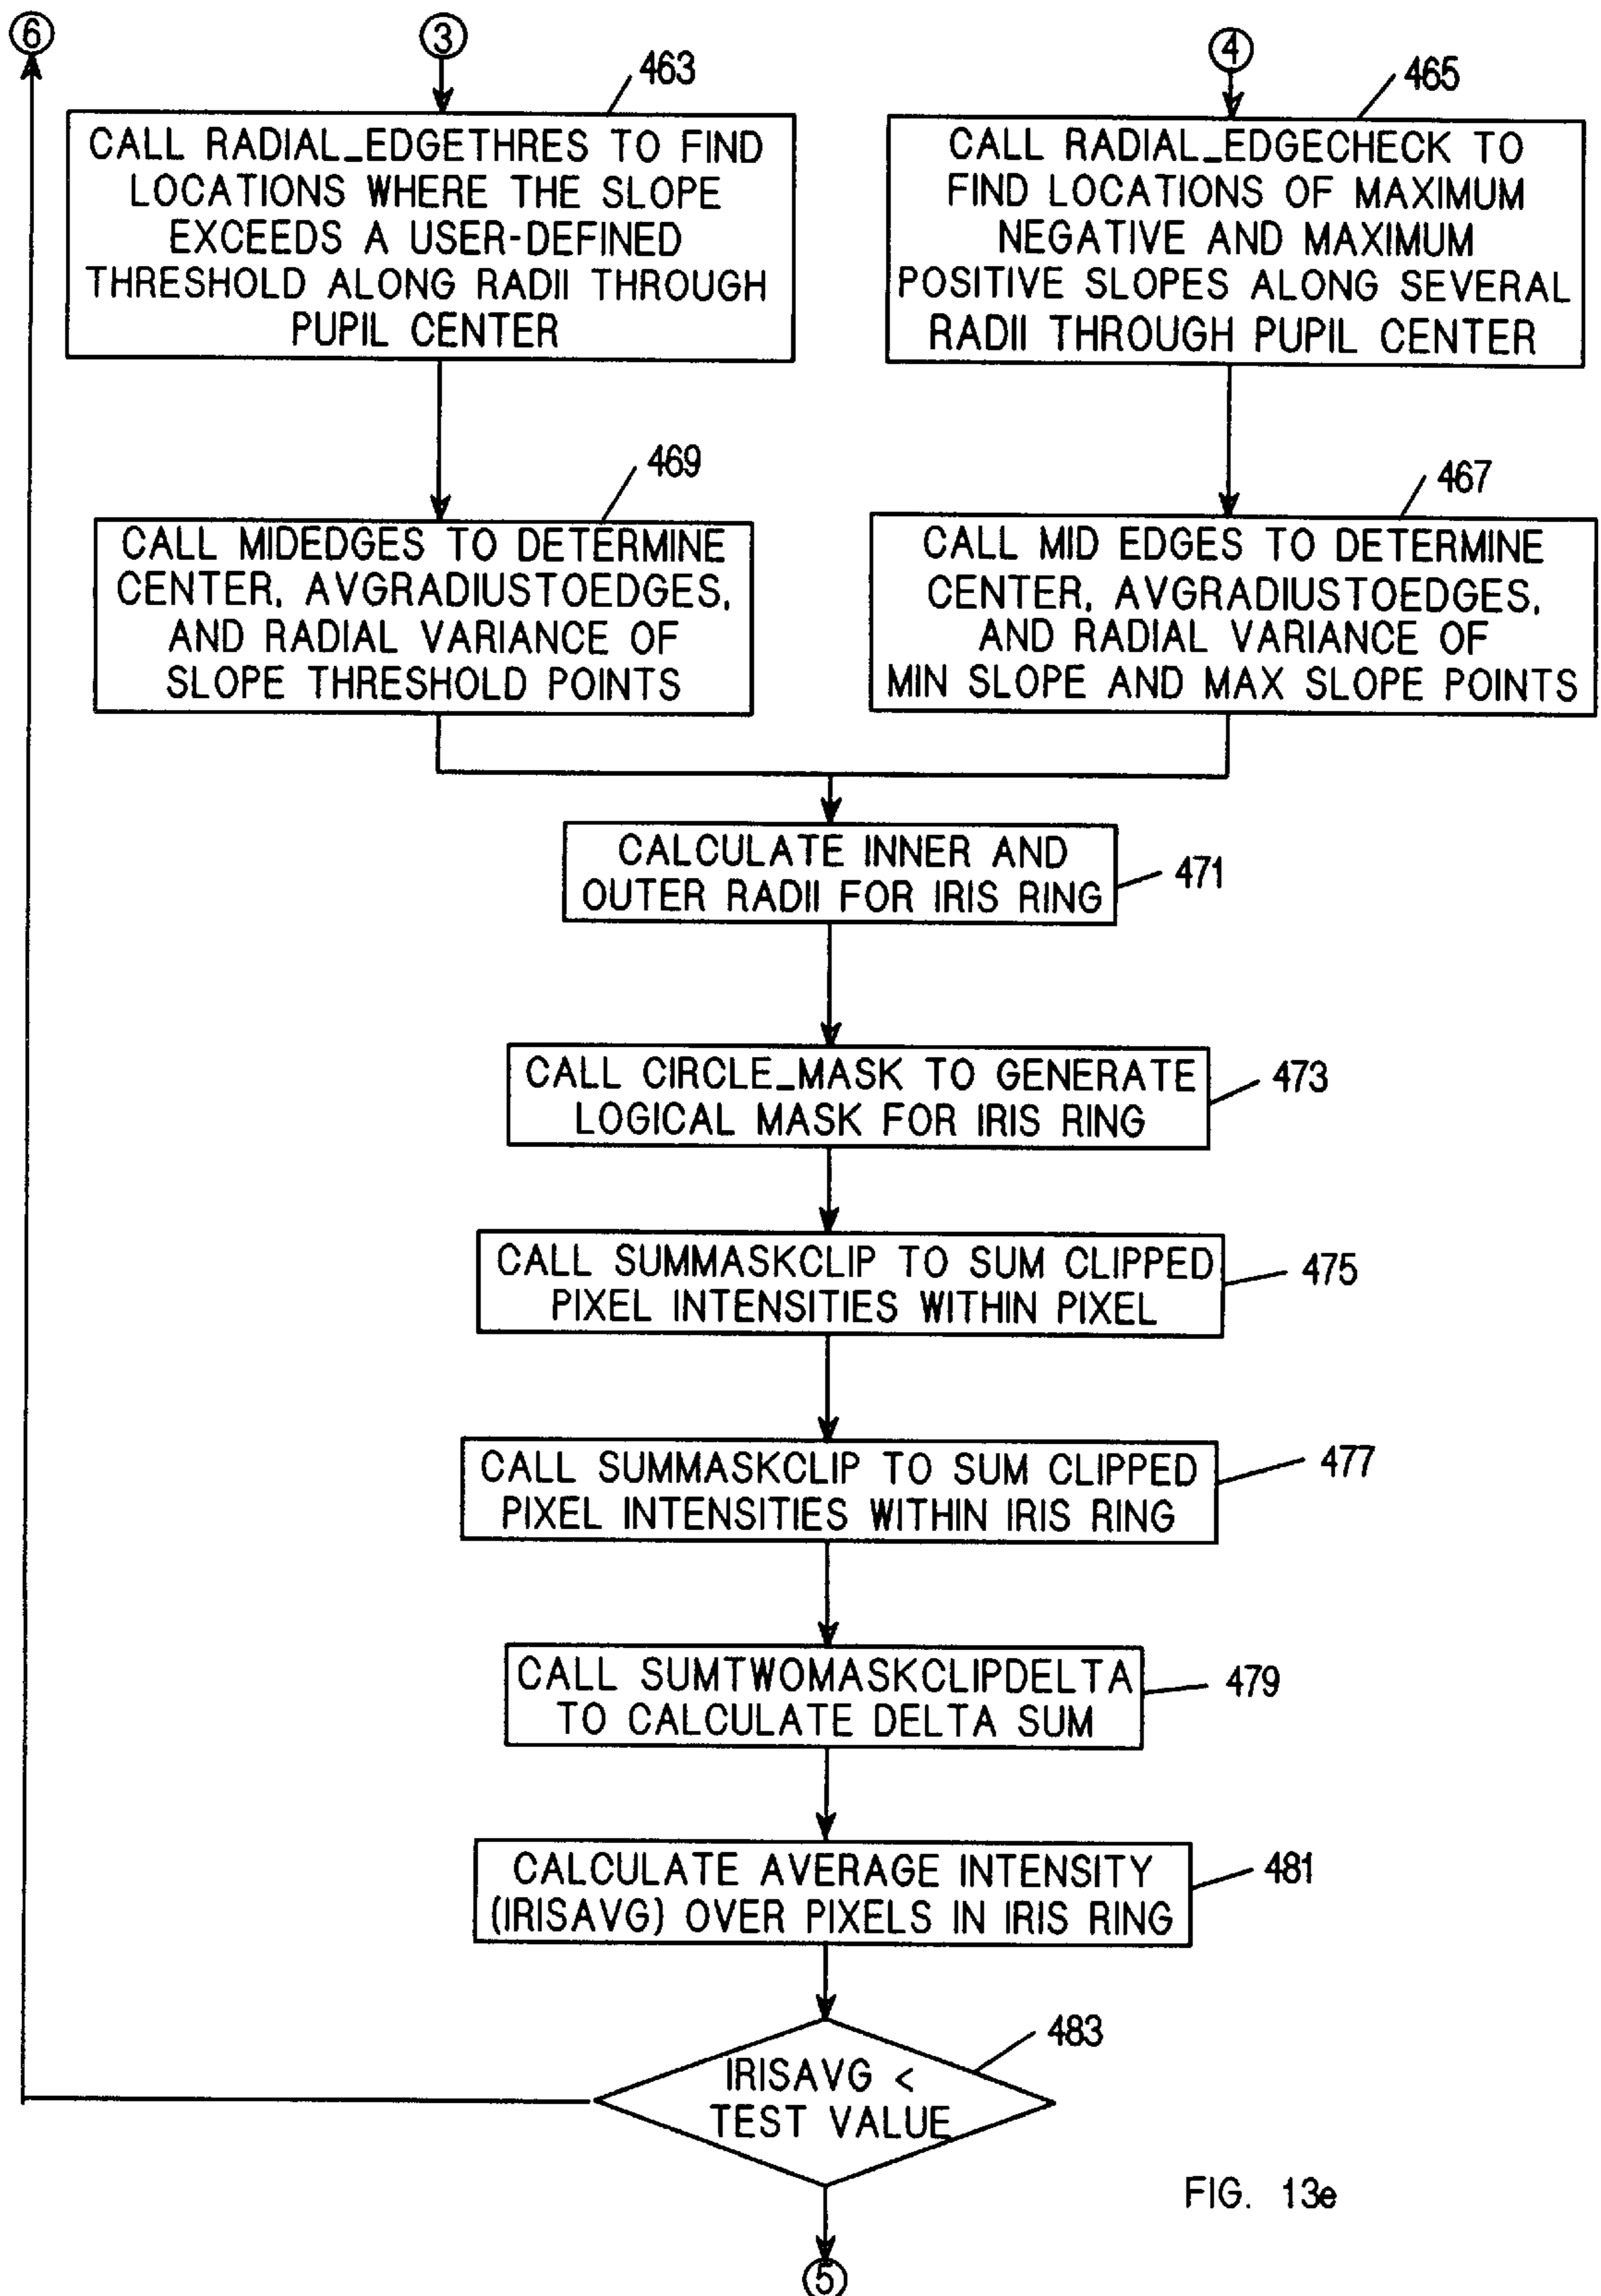 6
3
4
463
465
CALL RADIAL_EDGETHRES TO FIND
LOCATIONS WHERE THE SLOPE
EXCEEDS A USER-DEFINED
THRESHOLD ALONG RADII THROUGH
PUPIL CENTER
CALL RADIAL_EDGECHECK TO
FIND LOCATIONS OF MAXIMUM
NEGATIVE AND MAXIMUM
POSITIVE SLOPES ALONG SEVERAL
RADII THROUGH PUPIL CENTER
469
467
CALL MIDEDGES TO DETERMINE
CENTER, AVGRADIUSTOEDGES,
AND RADIAL VARIANCE OF
SLOPE THRESHOLD POINTS
CALL MID EDGES TO DETERMINE
CENTER, AVGRADIUSTOEDGES,
AND RADIAL VARIANCE OF
MIN SLOPE AND MAX SLOPE POINTS
CALCULATE INNER AND
OUTER RADII FOR IRIS RING
471
CALL CIRCLE_MASK TO GENERATE
LOGICAL MASK FOR IRIS RING
473
CALL SUMMASKCLIP TO SUM CLIPPED
PIXEL INTENSITIES WITHIN PIXEL
475
CALL SUMMASKCLIP TO SUM CLIPPED
PIXEL INTENSITIES WITHIN IRIS RING
477
CALL SUMTWOMASKCLIPDELTA
TO CALCULATE DELTA SUM
479
CALCULATE AVERAGE INTENSITY
(IRISAVG) OVER PIXELS IN IRIS RING
481
483
IRISAVG <
TEST VALUE
FIG. 13e
5